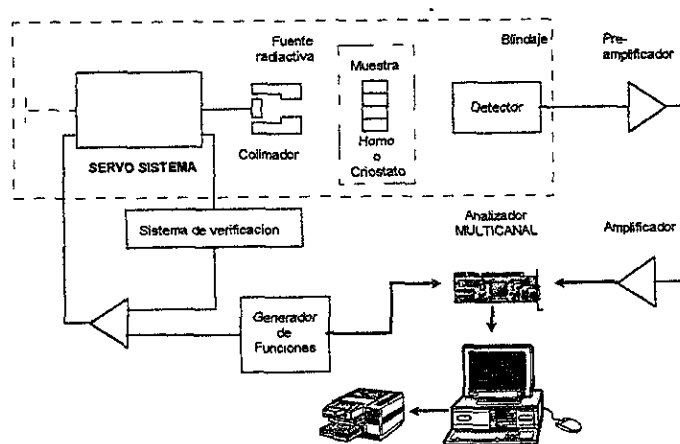 Fuente
radiactiva
Blindaje
Pre-
amplificador
Muestra
Detector
Horno
o
Criostato
Colimador
SERVO SISTEMA
Sistema de verificacion
Analizador
MULTICANAL
Amplificador
Generador
de
Funciones